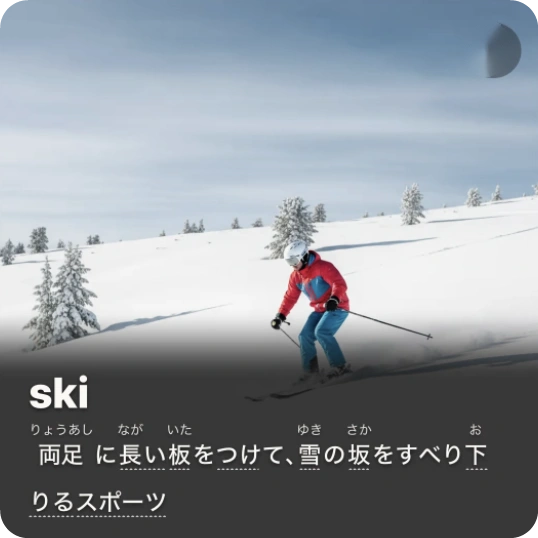 ski
りょうあし なが いた ゆき さか お
両足に長い板をつけて、雪の坂をすべり下
りるスポーツ